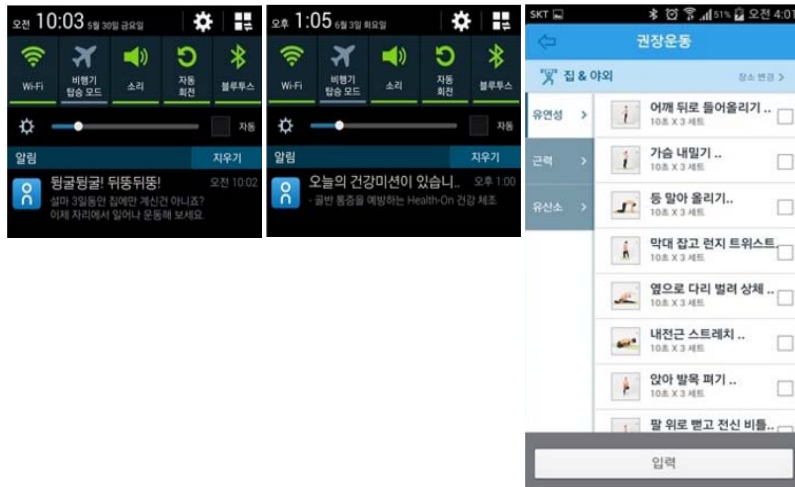 오전 10:03 5월 30일 금요일
Wi-Fi
비행기
탑승 모드
소리
자동
회전
블루투스
자동
알림
지우기
뒹굴뒹굴! 뒤뚱뒤뚱!
오전 10:02
설마 3일동안 집에만 계신건 아니죠?
이제 자리에서 일어나 운동해 보세요.
오후 1:05 6월 3일 화요일
Wi-Fi
비행기
탑승 모드
소리
자동
회전
블루투스
자동
알림
지우기
오늘의 건강미션이 있습니..
오후 1:00
- 골반 통증을 예방하는 Health-On 건강 체조
SKT
51%
오전 4:01
권장운동
집 & 야외
장소 변경 >
유연성 >
근력 >
유산소 >
어깨 뒤로 들어올리기 ..
10초 X 3 세트
가슴 내밀기 ..
10초 X 3 세트
등 말아 올리기..
10초 X 3 세트
막대 잡고 런지 트위스트..
10초 X 3 세트
옆으로 다리 벌려 상체 ..
10초 X 3 세트
내전근 스트레치 ..
10초 X 3 세트
앉아 발목 펴기 ..
10초 X 3 세트
팔 위로 뻗고 전신 비틀..
입력